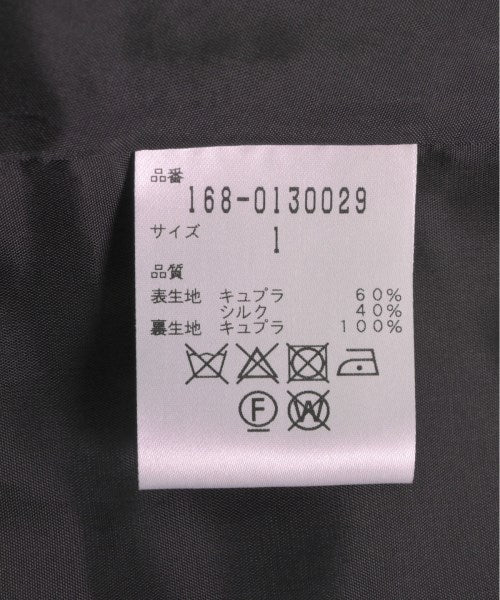 品番
168-0130029
サイズ 1
品質
表生地 キュプラ 60%
シルク 40%
裏生地 キュプラ 100%
F W